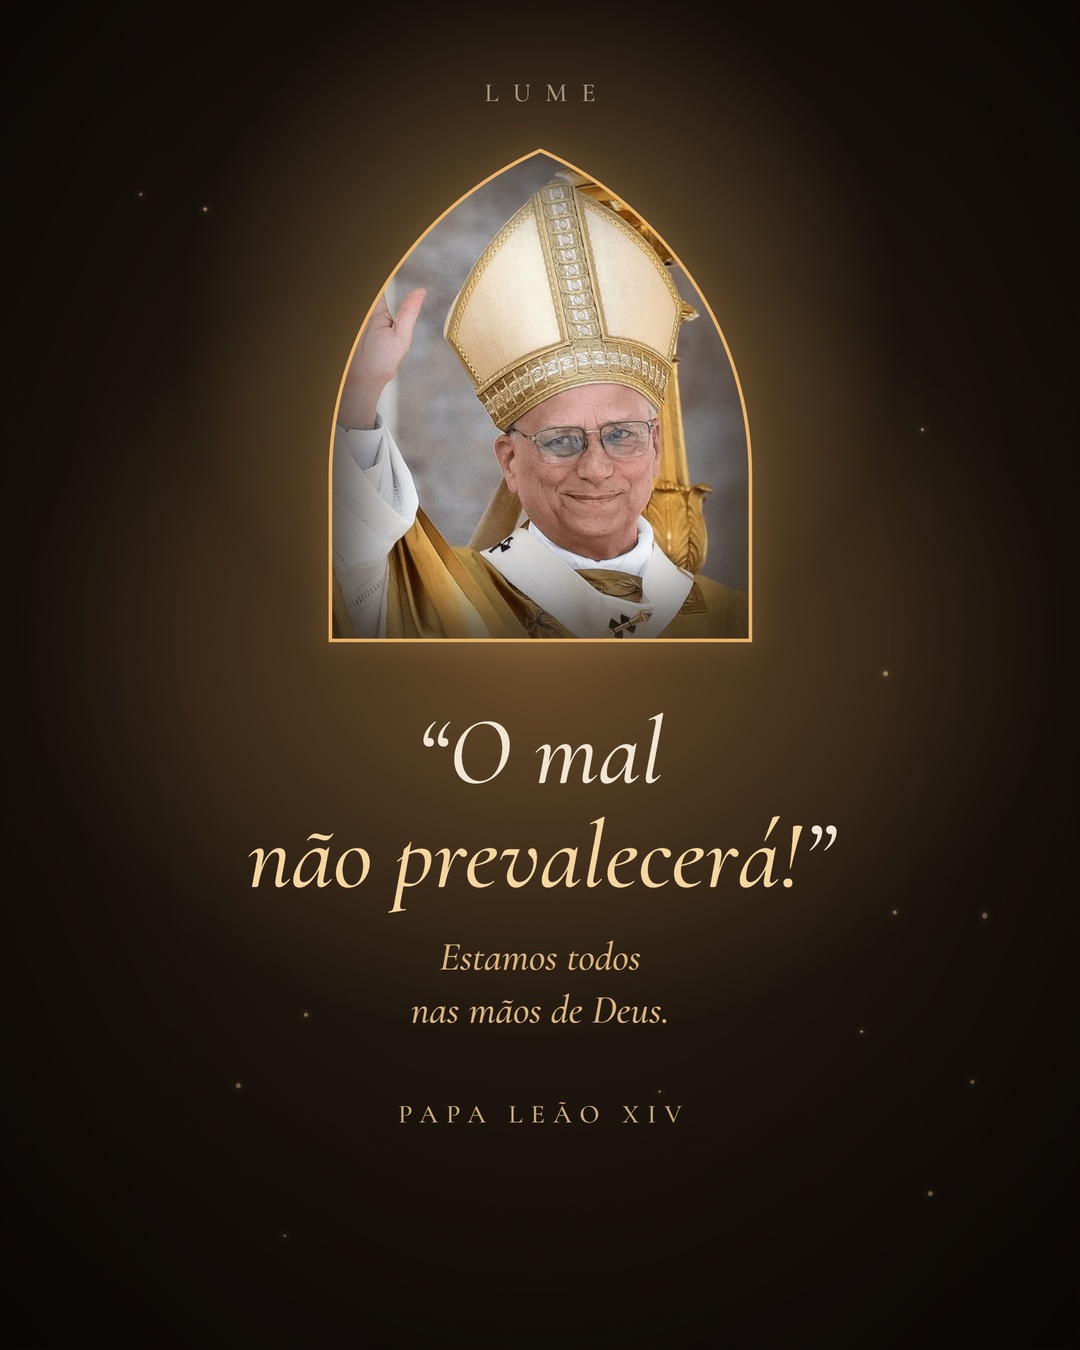 LUME
“O mal
não prevalecerá!”
Estamos todos
nas mãos de Deus.
PAPA LEÃO XIV